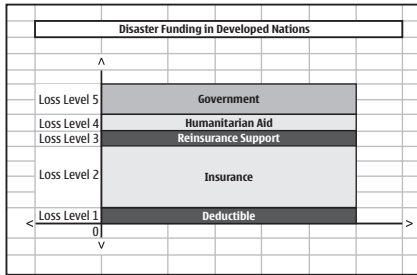 Disaster Funding in Developed Nations
Loss Level 5 Government
Loss Level 4 Humanitarian Aid
Loss Level 3 Reinsurance Support
Loss Level 2 Insurance
Loss Level 1 Deductible
0